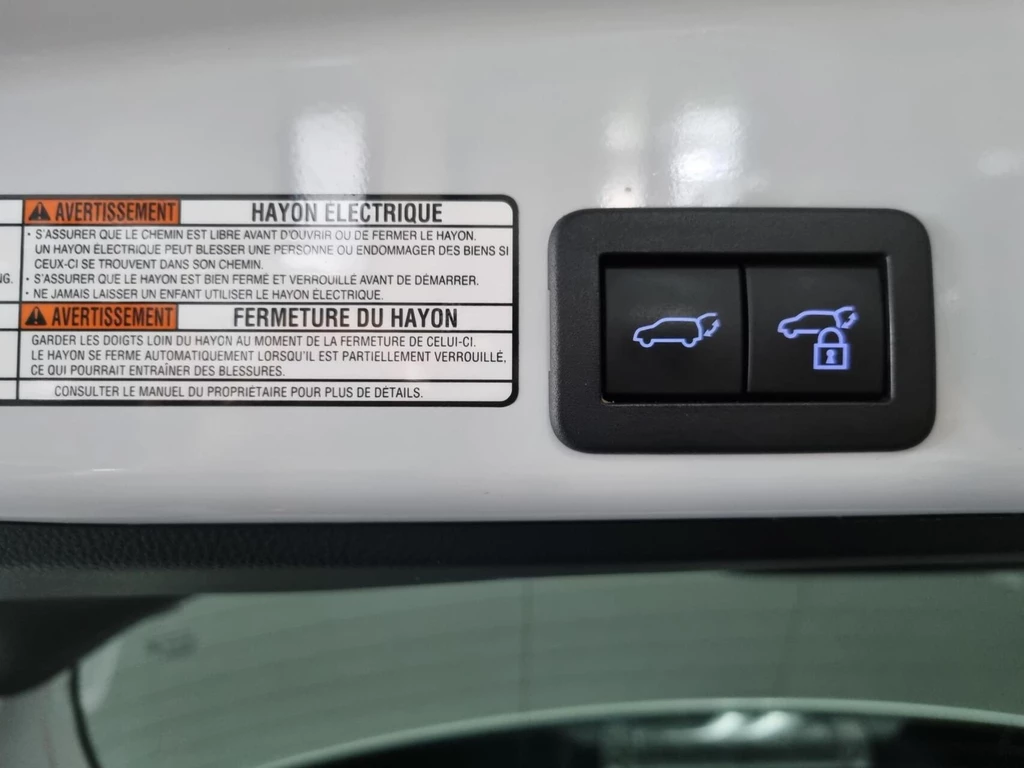 AVERTISSEMENT HAYON ÉLECTRIQUE
• S'ASSURER QUE LE CHEMIN EST LIBRE AVANT D'OUVRIR OU DE FERMER LE HAYON.
UN HAYON ÉLECTRIQUE PEUT BLESSER UNE PERSONNE OU ENDOMMAGER DES BIENS SI
CEUX-CI SE TROUVENT DANS SON CHEMIN.
NG. • S'ASSURER QUE LE HAYON EST BIEN FERMÉ ET VERROUILLÉ AVANT DE DÉMARRER.
• NE JAMAIS LAISSER UN ENFANT UTILISER LE HAYON ÉLECTRIQUE.
AVERTISSEMENT FERMETURE DU HAYON
GARDER LES DOIGTS LOIN DU HAYON AU MOMENT DE LA FERMETURE DE CELUI-CI.
LE HAYON SE FERME AUTOMATIQUEMENT LORSQU'IL EST PARTIELLEMENT VERROUILLÉ,
CE QUI POURRAIT ENTRAÎNER DES BLESSURES.
CONSULTER LE MANUEL DU PROPRIÉTAIRE POUR PLUS DE DÉTAILS.